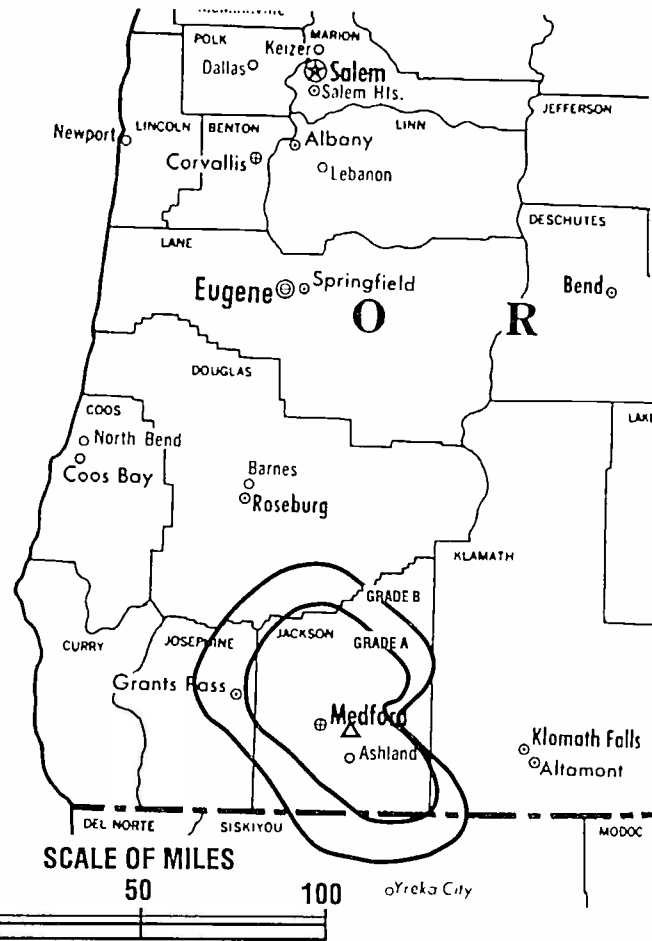 POLK
MARION
Keizer
Dallas
Salem
Salem Hts.
JEFFERSON
Newport
LINCOLN
BENTON
Albany
LINN
Corvallis
Lebanon
DESCHUTES
LANE
Eugene
Springfield
Bend
O R
DOUGLAS
COOS
LAKE
North Bend
Coos Bay
Barnes
Roseburg
KLAMATH
GRADE B
CURRY
JOSEPHINE
JACKSON
GRADE A
Grants Pass
Medford
Ashland
Klamath Falls
Altamont
DEL NORTE
SISKIYOU
MODOC
SCALE OF MILES
50
100
Yreka City